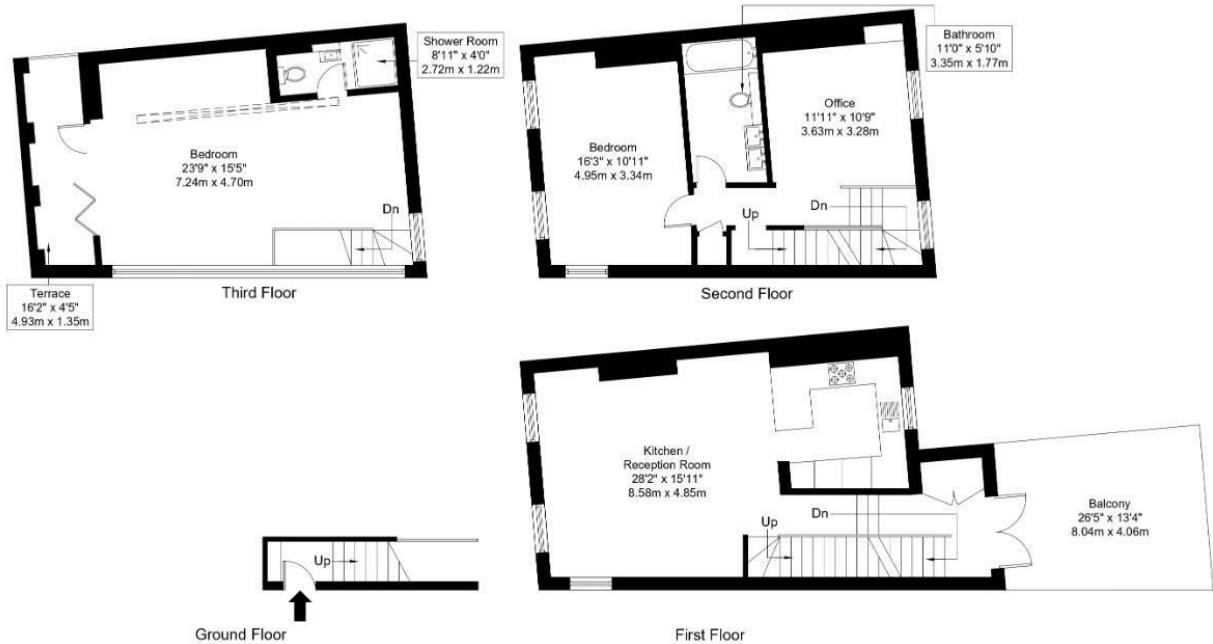 Shower Room
8'11" x 4'0"
2.72m x 1.22m
Bedroom
23'9" x 15'5"
7.24m x 4.70m
Dn
Terrace
16'2" x 4'5"
4.93m x 1.35m
Third Floor
Bathroom
11'0" x 5'10"
3.35m x 1.77m
Office
11'11" x 10'9"
3.63m x 3.28m
Bedroom
16'3" x 10'11"
4.95m x 3.34m
Up
Dn
Second Floor
Up
Ground Floor
Kitchen /
Reception Room
28'2" x 15'11"
8.58m x 4.85m
Up
Dn
Balcony
26'5" x 13'4"
8.04m x 4.06m
First Floor